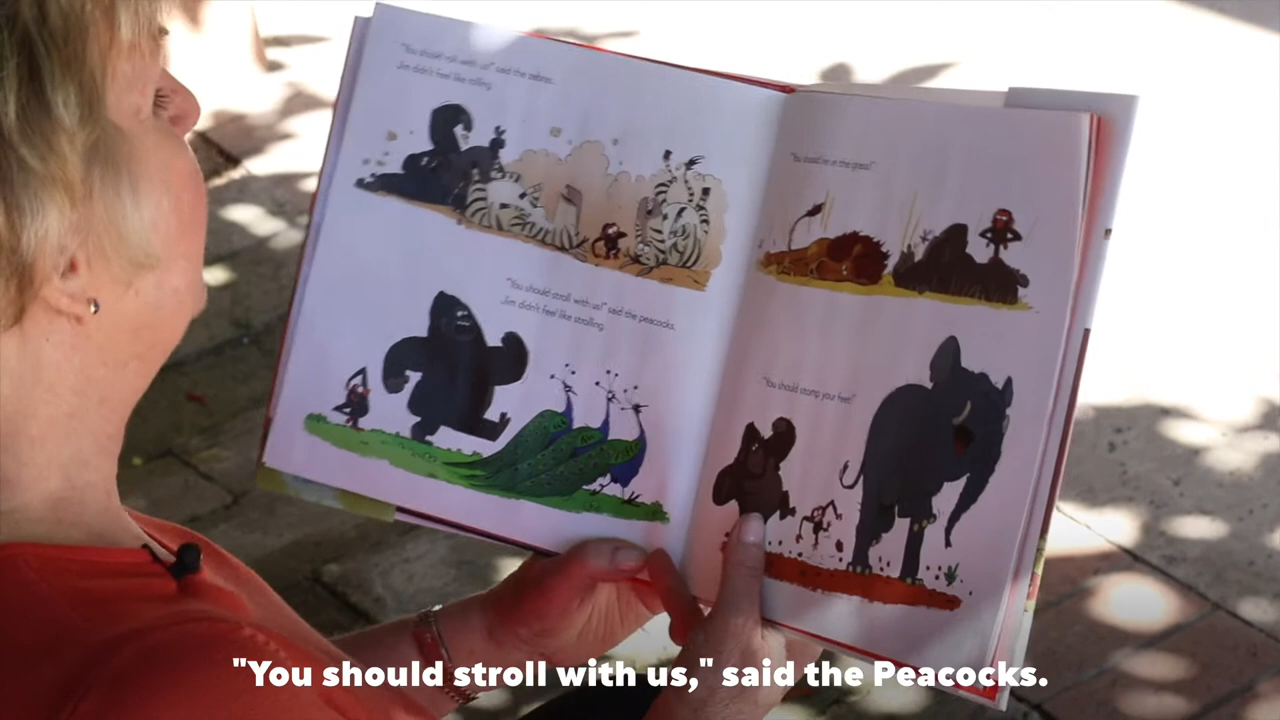 "You should roll with us!" said the zebras.
Jim didn't feel like rolling.
"You should stroll with us!" said the peacocks.
Jim didn't feel like strolling.
"You should lie in the grass!"
"You should stomp your feet!"
"You should stroll with us," said the Peacocks.